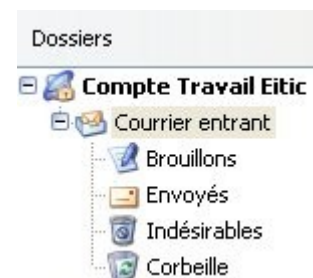 Dossiers
Compte Travail Eitic
Courrier entrant
Brouillons
Envoyés
Indésirables
Corbeille